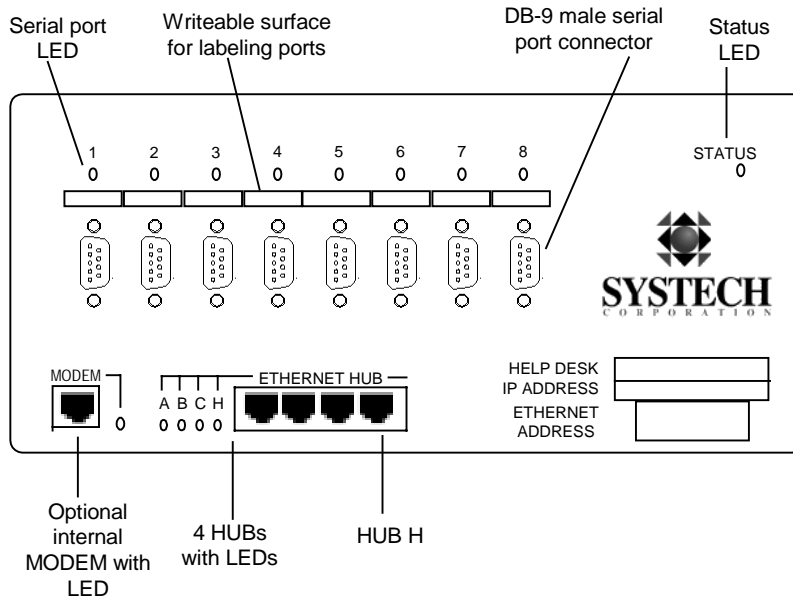 Serial port
LED
Writeable surface
for labeling ports
DB-9 male serial
port connector
Status
LED
1 2 3 4 5 6 7 8
STATUS
SYSTECH
CORPORATION
MODEM
ETHERNET HUB
A B C H
HELP DESK
IP ADDRESS
ETHERNET
ADDRESS
Optional
internal
MODEM with
LED
4 HUBs
with LEDs
HUB H